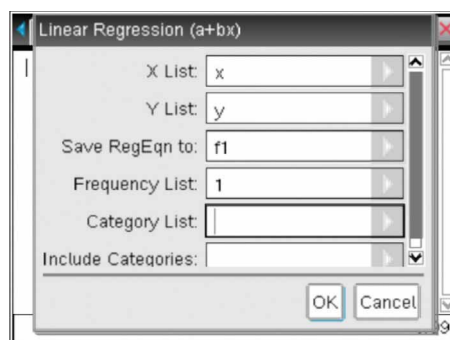 Linear Regression (a+bx)
X List: x
Y List: y
Save RegEqn to: f1
Frequency List: 1
Category List:
Include Categories:
OK Cancel